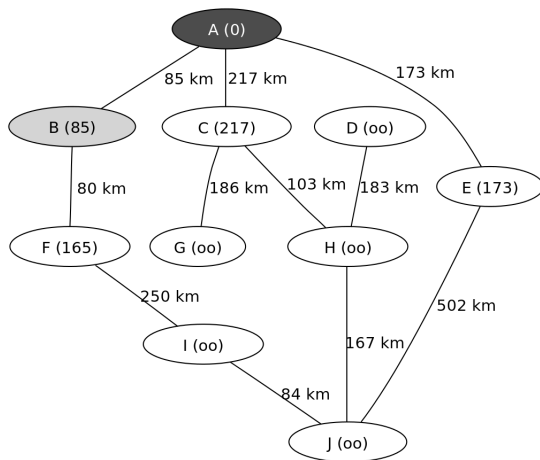 A (0)
173 km
85 km
217 km
B (85)
C (217)
D (oo)
80 km
186 km
103 km
183 km
E (173)
F (165)
G (oo)
H (oo)
250 km
502 km
I (oo)
167 km
84 km
J (oo)